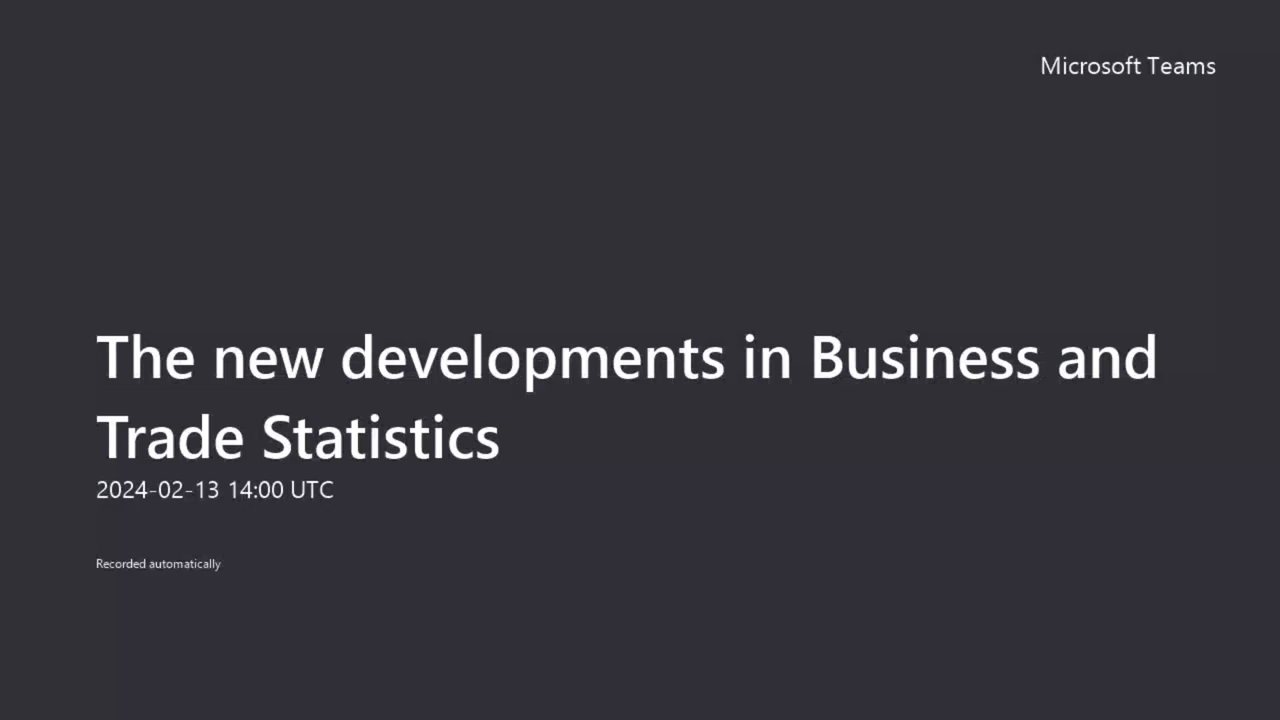 Microsoft Teams
The new developments in Business and
Trade Statistics
2024-02-13 14:00 UTC
Recorded automatically